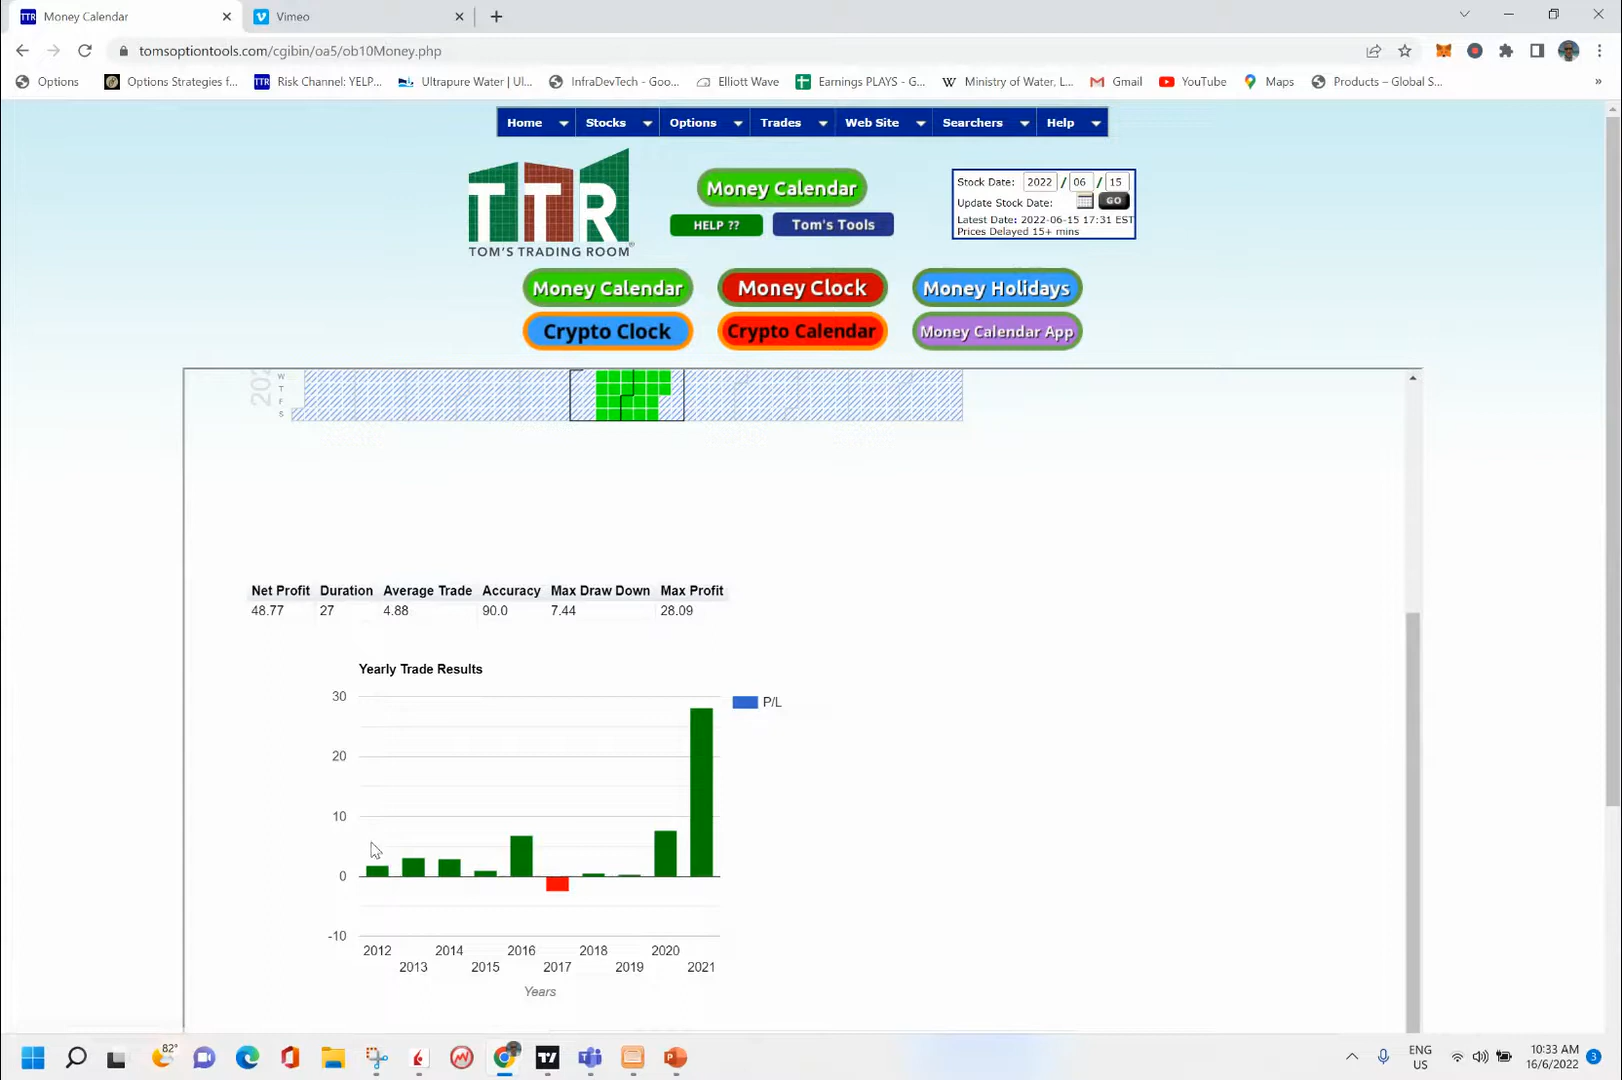 Money Calendar
Vimeo
tomsoptiontools.com/cgibin/oa5/ob10Money.php
Options
Options Strategies f...
Risk Channel: YELP...
Ultrapure Water | Ul...
InfraDevTech - Goo...
Elliott Wave
Earnings PLAYS - G...
Ministry of Water, L...
Gmail
YouTube
Maps
Products – Global S...
Home
Stocks
Options
Trades
Web Site
Searchers
Help
TTR
TOM'S TRADING ROOM
Money Calendar
HELP ??
Tom's Tools
Stock Date: 2022 / 06 / 15
Update Stock Date: GO
Latest Date: 2022-06-15 17:31 EST
Prices Delayed 15+ mins
Money Calendar
Money Clock
Money Holidays
Crypto Clock
Crypto Calendar
Money Calendar App
W
T
F
S
Net Profit Duration Average Trade Accuracy Max Draw Down Max Profit
48.77 27 4.88 90.0 7.44 28.09
Yearly Trade Results
P/L
30
20
10
0
-10
2012 2014 2016 2018 2020
2013 2015 2017 2019 2021
Years
82°
ENG
US
10:33 AM
16/6/2022
3